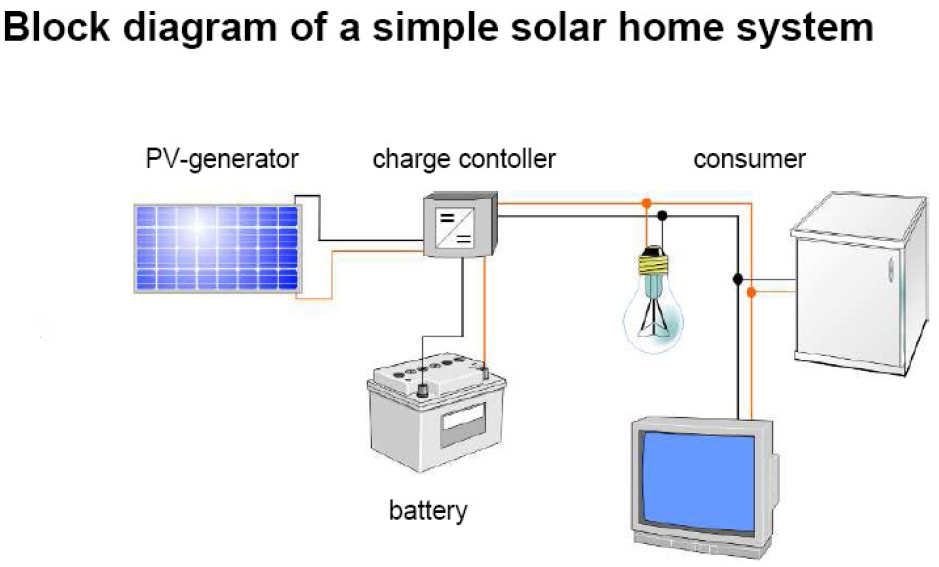 Block diagram of a simple solar home system
PV-generator
charge contoller
consumer
battery